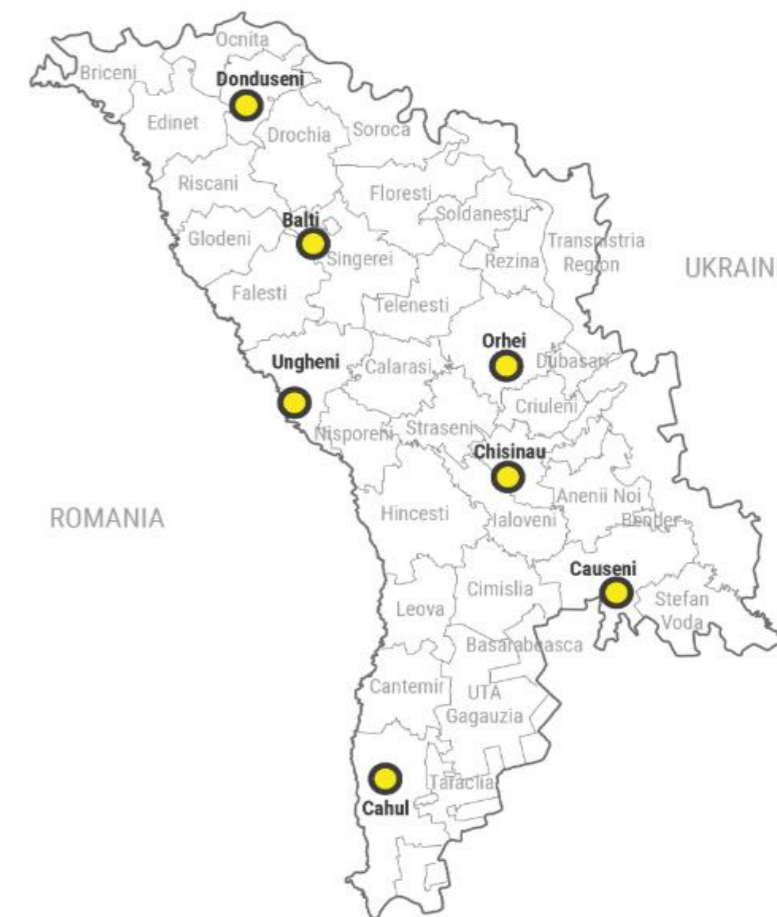 Ocnita
Briceni
Donduseni
Edinet
Drochia
Soroca
Riscani
Floresti
Soldanesti
Balti
Glodeni
Singerei
Rezina
Transnistria
Region
UKRAIN
Falesti
Telenesti
Orhei
Ungheni
Calarasi
Dubasari
Criuleni
Nisporeni
Straseni
Chisinau
Anenii Noi
ROMANIA
Hincesti
Ialoveni
Bender
Causeni
Cimislia
Leova
Stefan
Voda
Basarabeasca
Cantemir
UTA
Gagauzia
Taraclia
Cahul